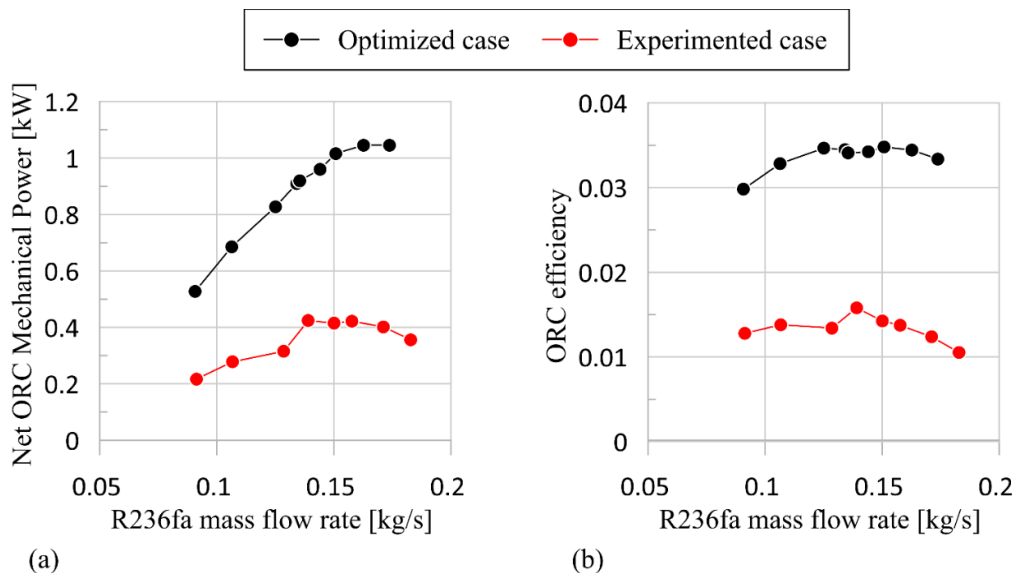 Optimized case Experimented case
Net ORC Mechanical Power [kW]
1.2
1
0.8
0.6
0.4
0.2
0
0.05 0.1 0.15 0.2
R236fa mass flow rate [kg/s]
(a)
ORC efficiency
0.04
0.03
0.02
0.01
0
0.05 0.1 0.15 0.2
R236fa mass flow rate [kg/s]
(b)